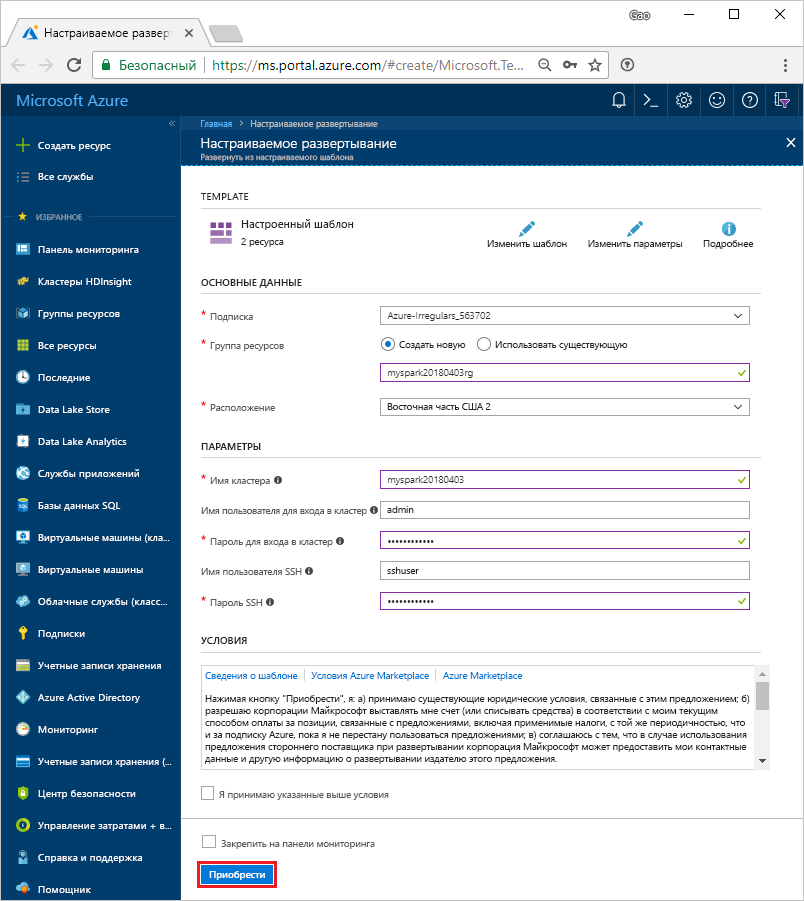 Gao
Настраиваемое развер
Безопасный
https://ms.portal.azure.com/#create/Microsoft.Te...
Microsoft Azure
Создать ресурс
Все службы
ИЗБРАННОЕ
Панель мониторинга
Кластеры HDInsight
Группы ресурсов
Все ресурсы
Последние
Data Lake Store
Data Lake Analytics
Службы приложений
Базы данных SQL
Виртуальные машины (кла...
Виртуальные машины
Облачные службы (класс...
Подписки
Учетные записи хранения
Azure Active Directory
Мониторинг
Учетные записи хранения (...
Центр безопасности
Управление затратами + в...
Справка и поддержка
Помощник
Главная > Настраиваемое развертывание
Настраиваемое развертывание
Развернуть из настраиваемого шаблона
TEMPLATE
Настроенный шаблон
2 ресурса
Изменить шаблон
Изменить параметры
Подробнее
ОСНОВНЫЕ ДАННЫЕ
* Подписка
Azure-Irregulars_563702
* Группа ресурсов
Создать новую
Использовать существующую
myspark20180403rg
* Расположение
Восточная часть США 2
ПАРАМЕТРЫ
* Имя кластера
myspark20180403
Имя пользователя для входа в кластер
admin
* Пароль для входа в кластер
••••••••••••
Имя пользователя SSH
sshuser
* Пароль SSH
••••••••••••
УСЛОВИЯ
Сведения о шаблоне | Условия Azure Marketplace | Azure Marketplace
Нажимая кнопку "Приобрести", я: а) принимаю существующие юридические условия, связанные с этим предложением; б)
разрешаю корпорации Майкрософт выставлять мне счет (или списывать средства) в соответствии с моим текущим
способом оплаты за позиции, связанные с предложениями, включая применимые налоги, с той же периодичностью, что
и за подписку Azure, пока я не перестану пользоваться предложениями; в) соглашаюсь с тем, что в случае использования
предложения стороннего поставщика при развертывании корпорация Майкрософт может предоставить мои контактные
данные и другую информацию о развертывании издателю этого предложения.
Я принимаю указанные выше условия
Закрепить на панели мониторинга
Приобрести